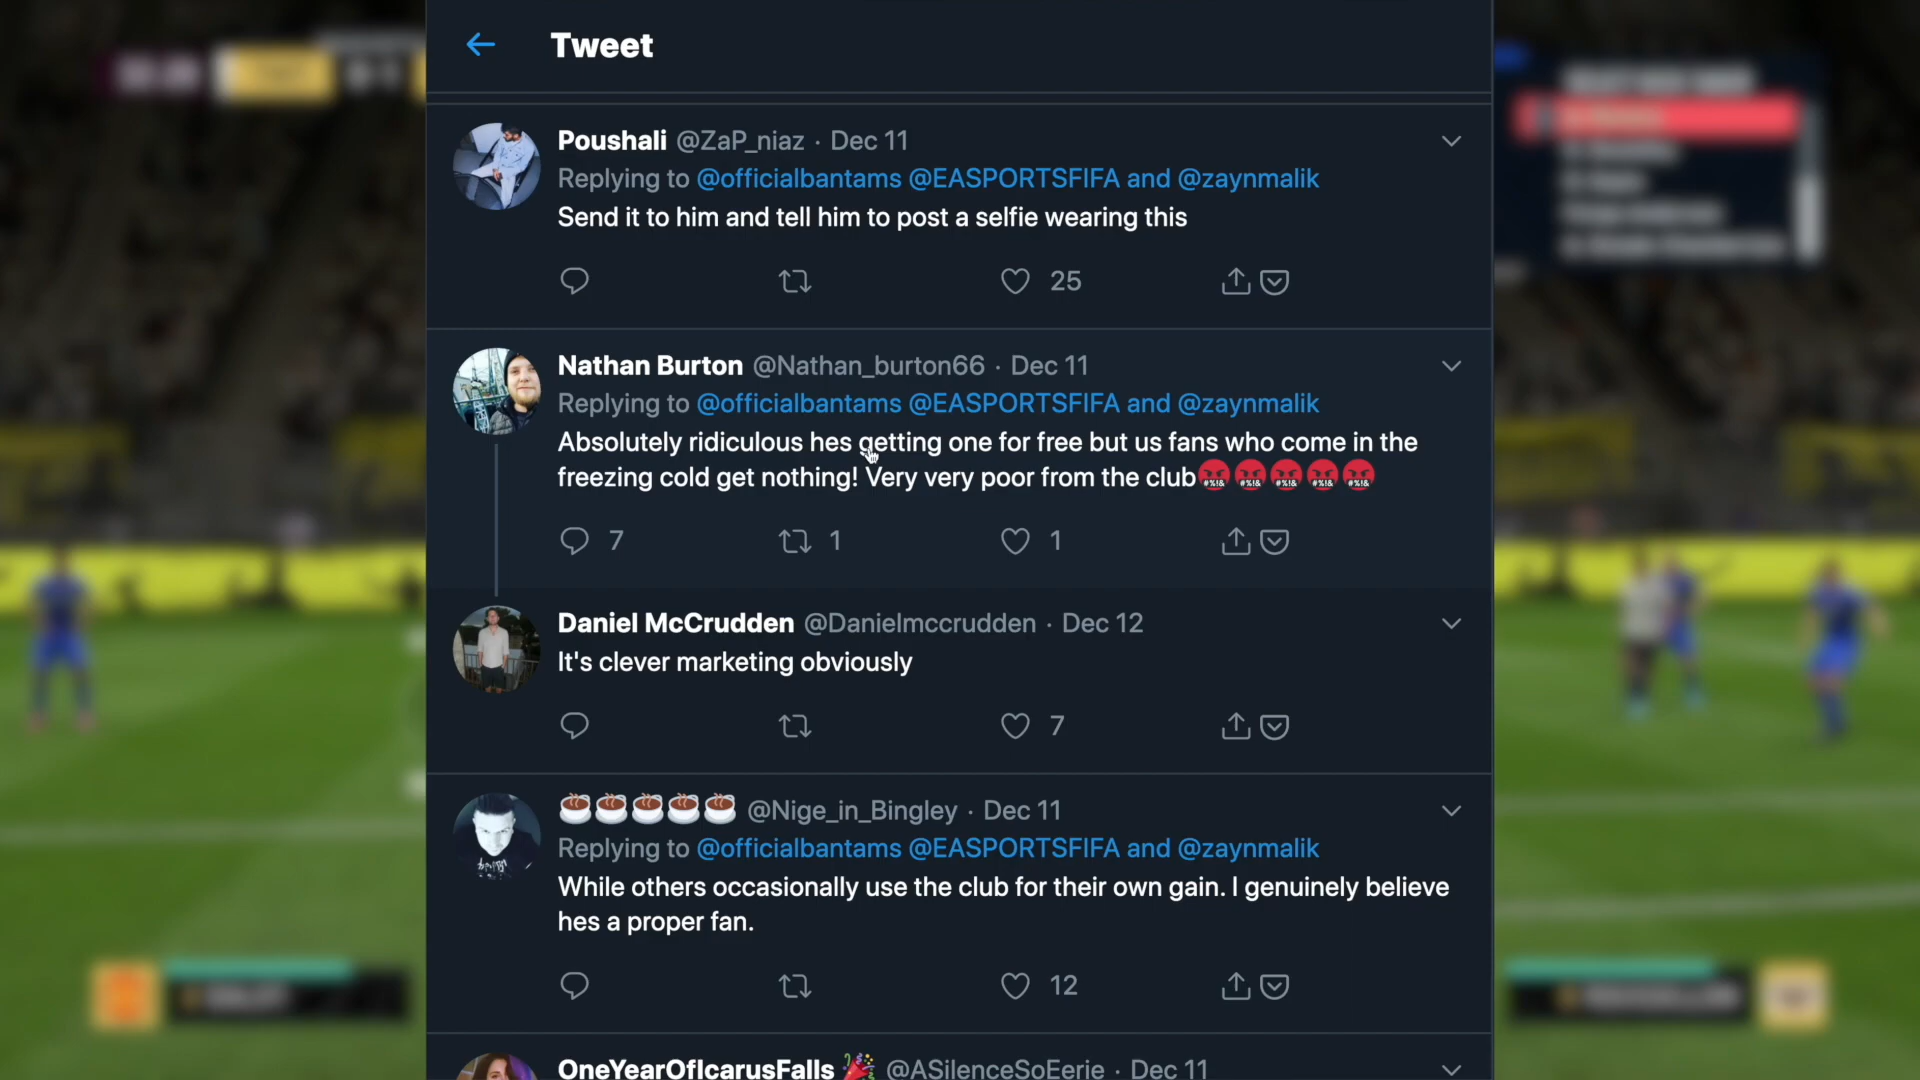 Tweet
Poushali @ZaP_niaz · Dec 11
Replying to @officialbantams @EASPORTSFIFA and @zaynmalik
Send it to him and tell him to post a selfie wearing this
25
Nathan Burton @Nathan_burton66 · Dec 11
Replying to @officialbantams @EASPORTSFIFA and @zaynmalik
Absolutely ridiculous hes getting one for free but us fans who come in the
freezing cold get nothing! Very very poor from the club🤬🤬🤬🤬🤬
7 1 1
Daniel McCrudden @Danielmccrudden · Dec 12
It's clever marketing obviously
7
☕☕☕☕☕ @Nige_in_Bingley · Dec 11
Replying to @officialbantams @EASPORTSFIFA and @zaynmalik
While others occasionally use the club for their own gain. I genuinely believe
hes a proper fan.
12
OneYearOfIcarusFalls 🎉 @ASilenceSoEerie · Dec 11